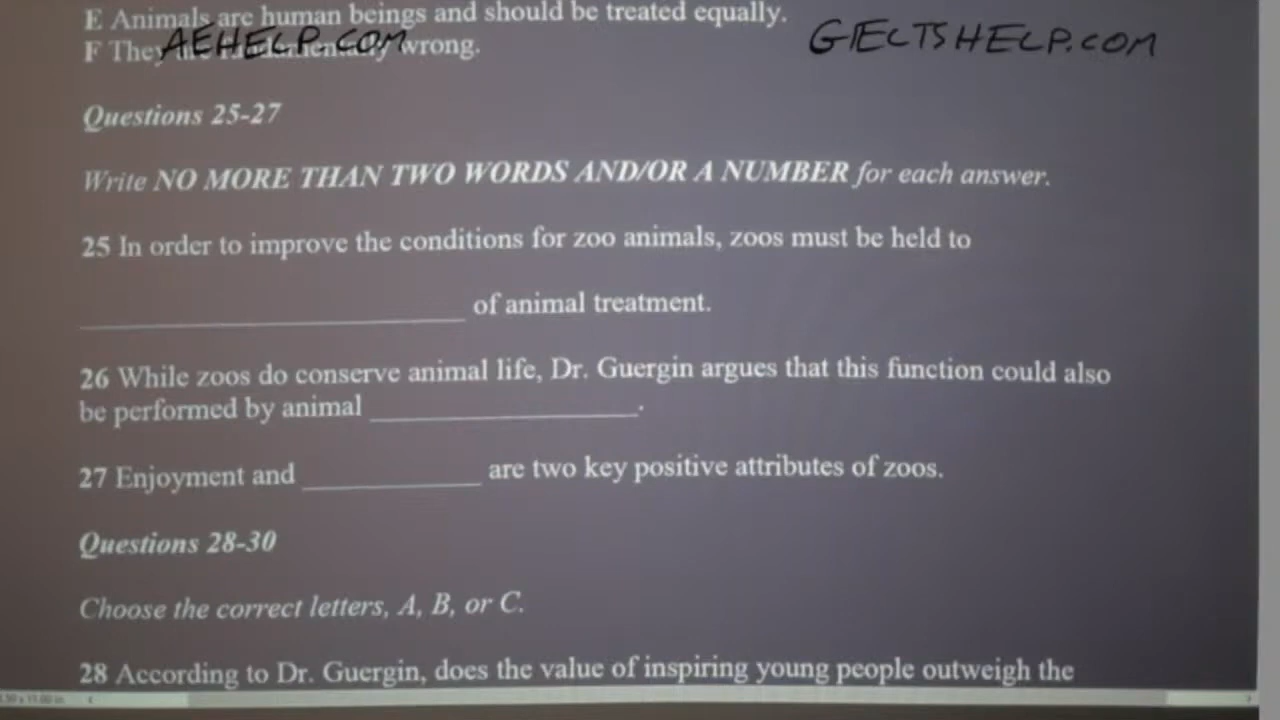 E Animals are human beings and should be treated equally.
AEHELP.COM
GIELTSHELP.COM
F They are fundamentally wrong.
Questions 25-27
Write NO MORE THAN TWO WORDS AND/OR A NUMBER for each answer.
25 In order to improve the conditions for zoo animals, zoos must be held to
of animal treatment.
26 While zoos do conserve animal life, Dr. Guergin argues that this function could also
be performed by animal .
27 Enjoyment and are two key positive attributes of zoos.
Questions 28-30
Choose the correct letters, A, B, or C.
28 According to Dr. Guergin, does the value of inspiring young people outweigh the